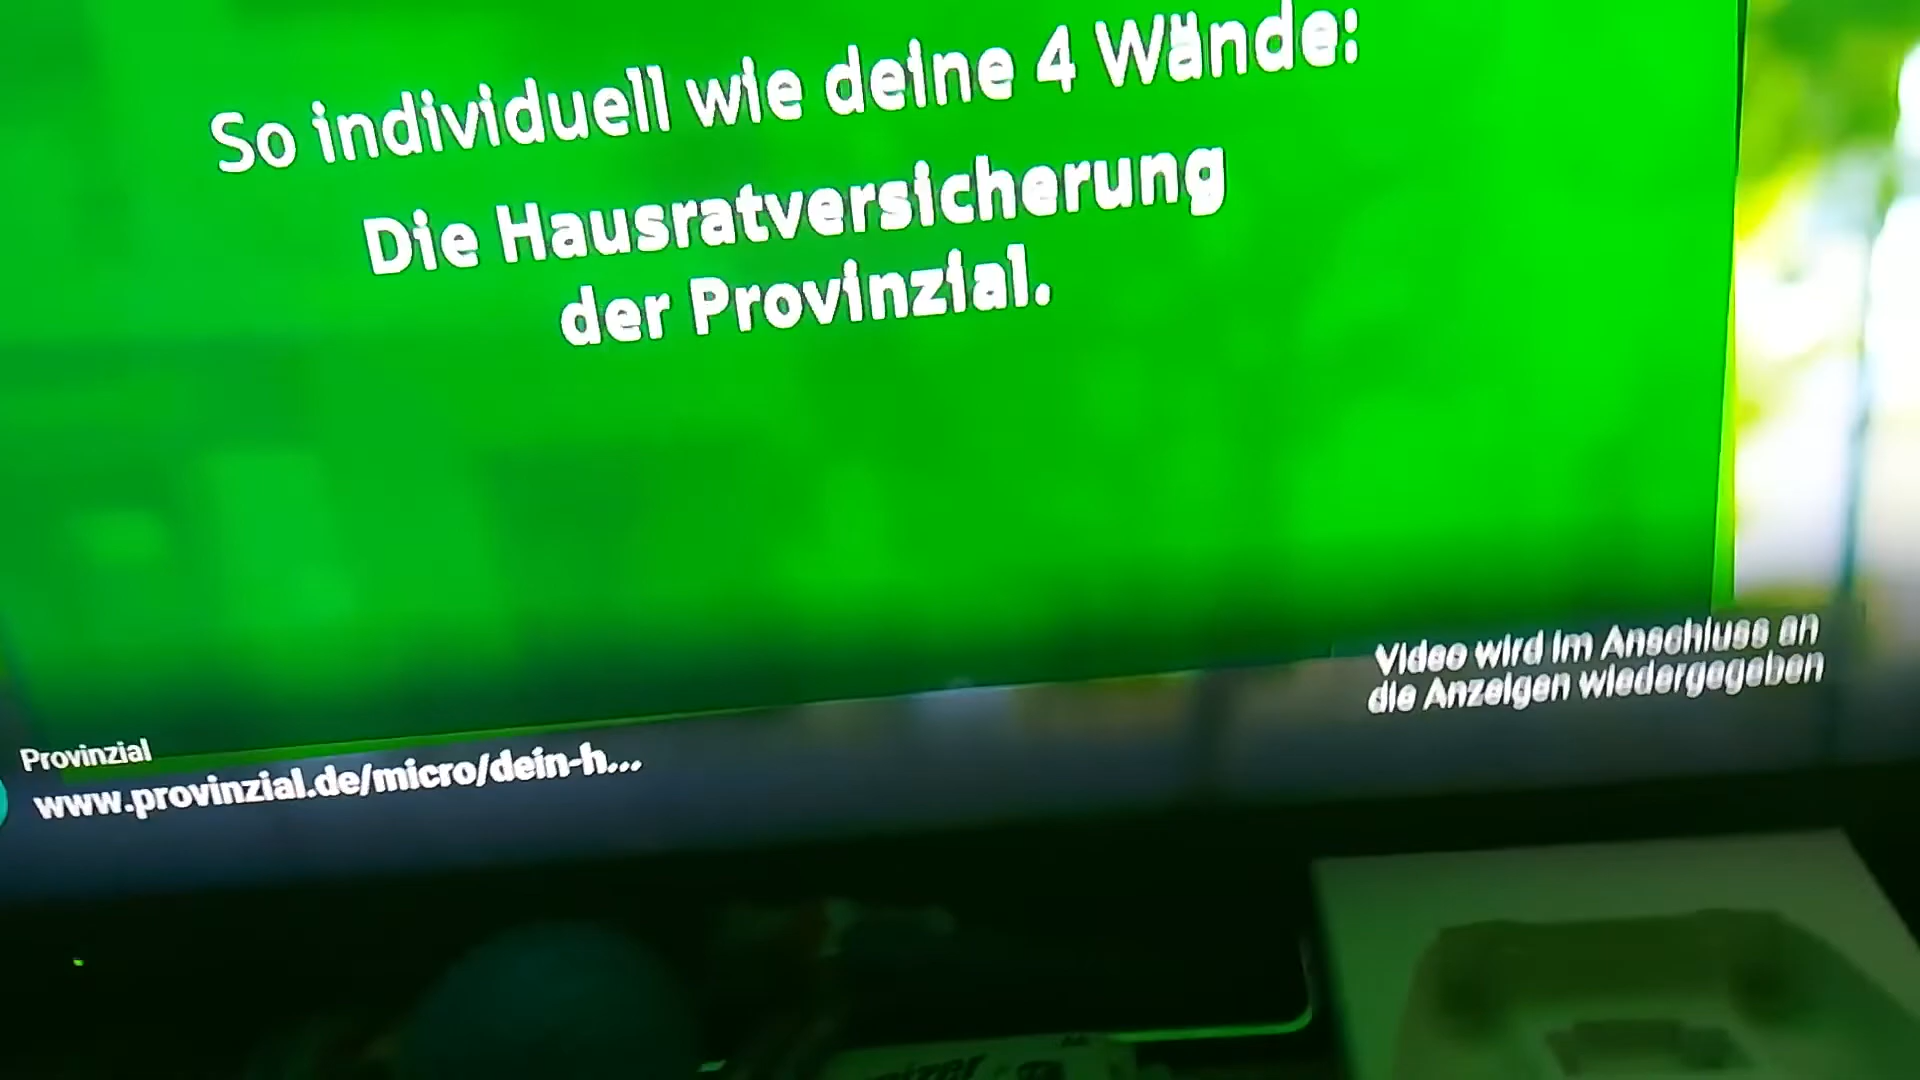 So individuell wie deine 4 Wände:
Die Hausratversicherung
der Provinzial.
Video wird im Anschluss an
die Anzeigen wiedergegeben
Provinzial
www.provinzial.de/micro/dein-h...